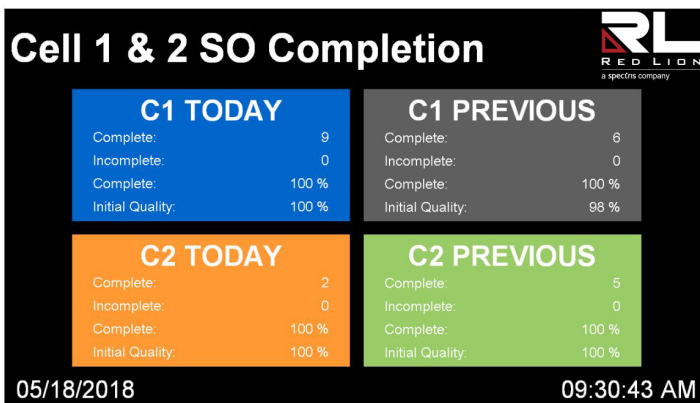 Cell 1 & 2 SO Completion
RL
RED LION
a spectris company
C1 TODAY
Complete: 9
Incomplete: 0
Complete: 100 %
Initial Quality: 100 %
C1 PREVIOUS
Complete: 6
Incomplete: 0
Complete: 100 %
Initial Quality: 98 %
C2 TODAY
Complete: 2
Incomplete: 0
Complete: 100 %
Initial Quality: 100 %
C2 PREVIOUS
Complete: 5
Incomplete: 0
Complete: 100 %
Initial Quality: 100 %
05/18/2018
09:30:43 AM